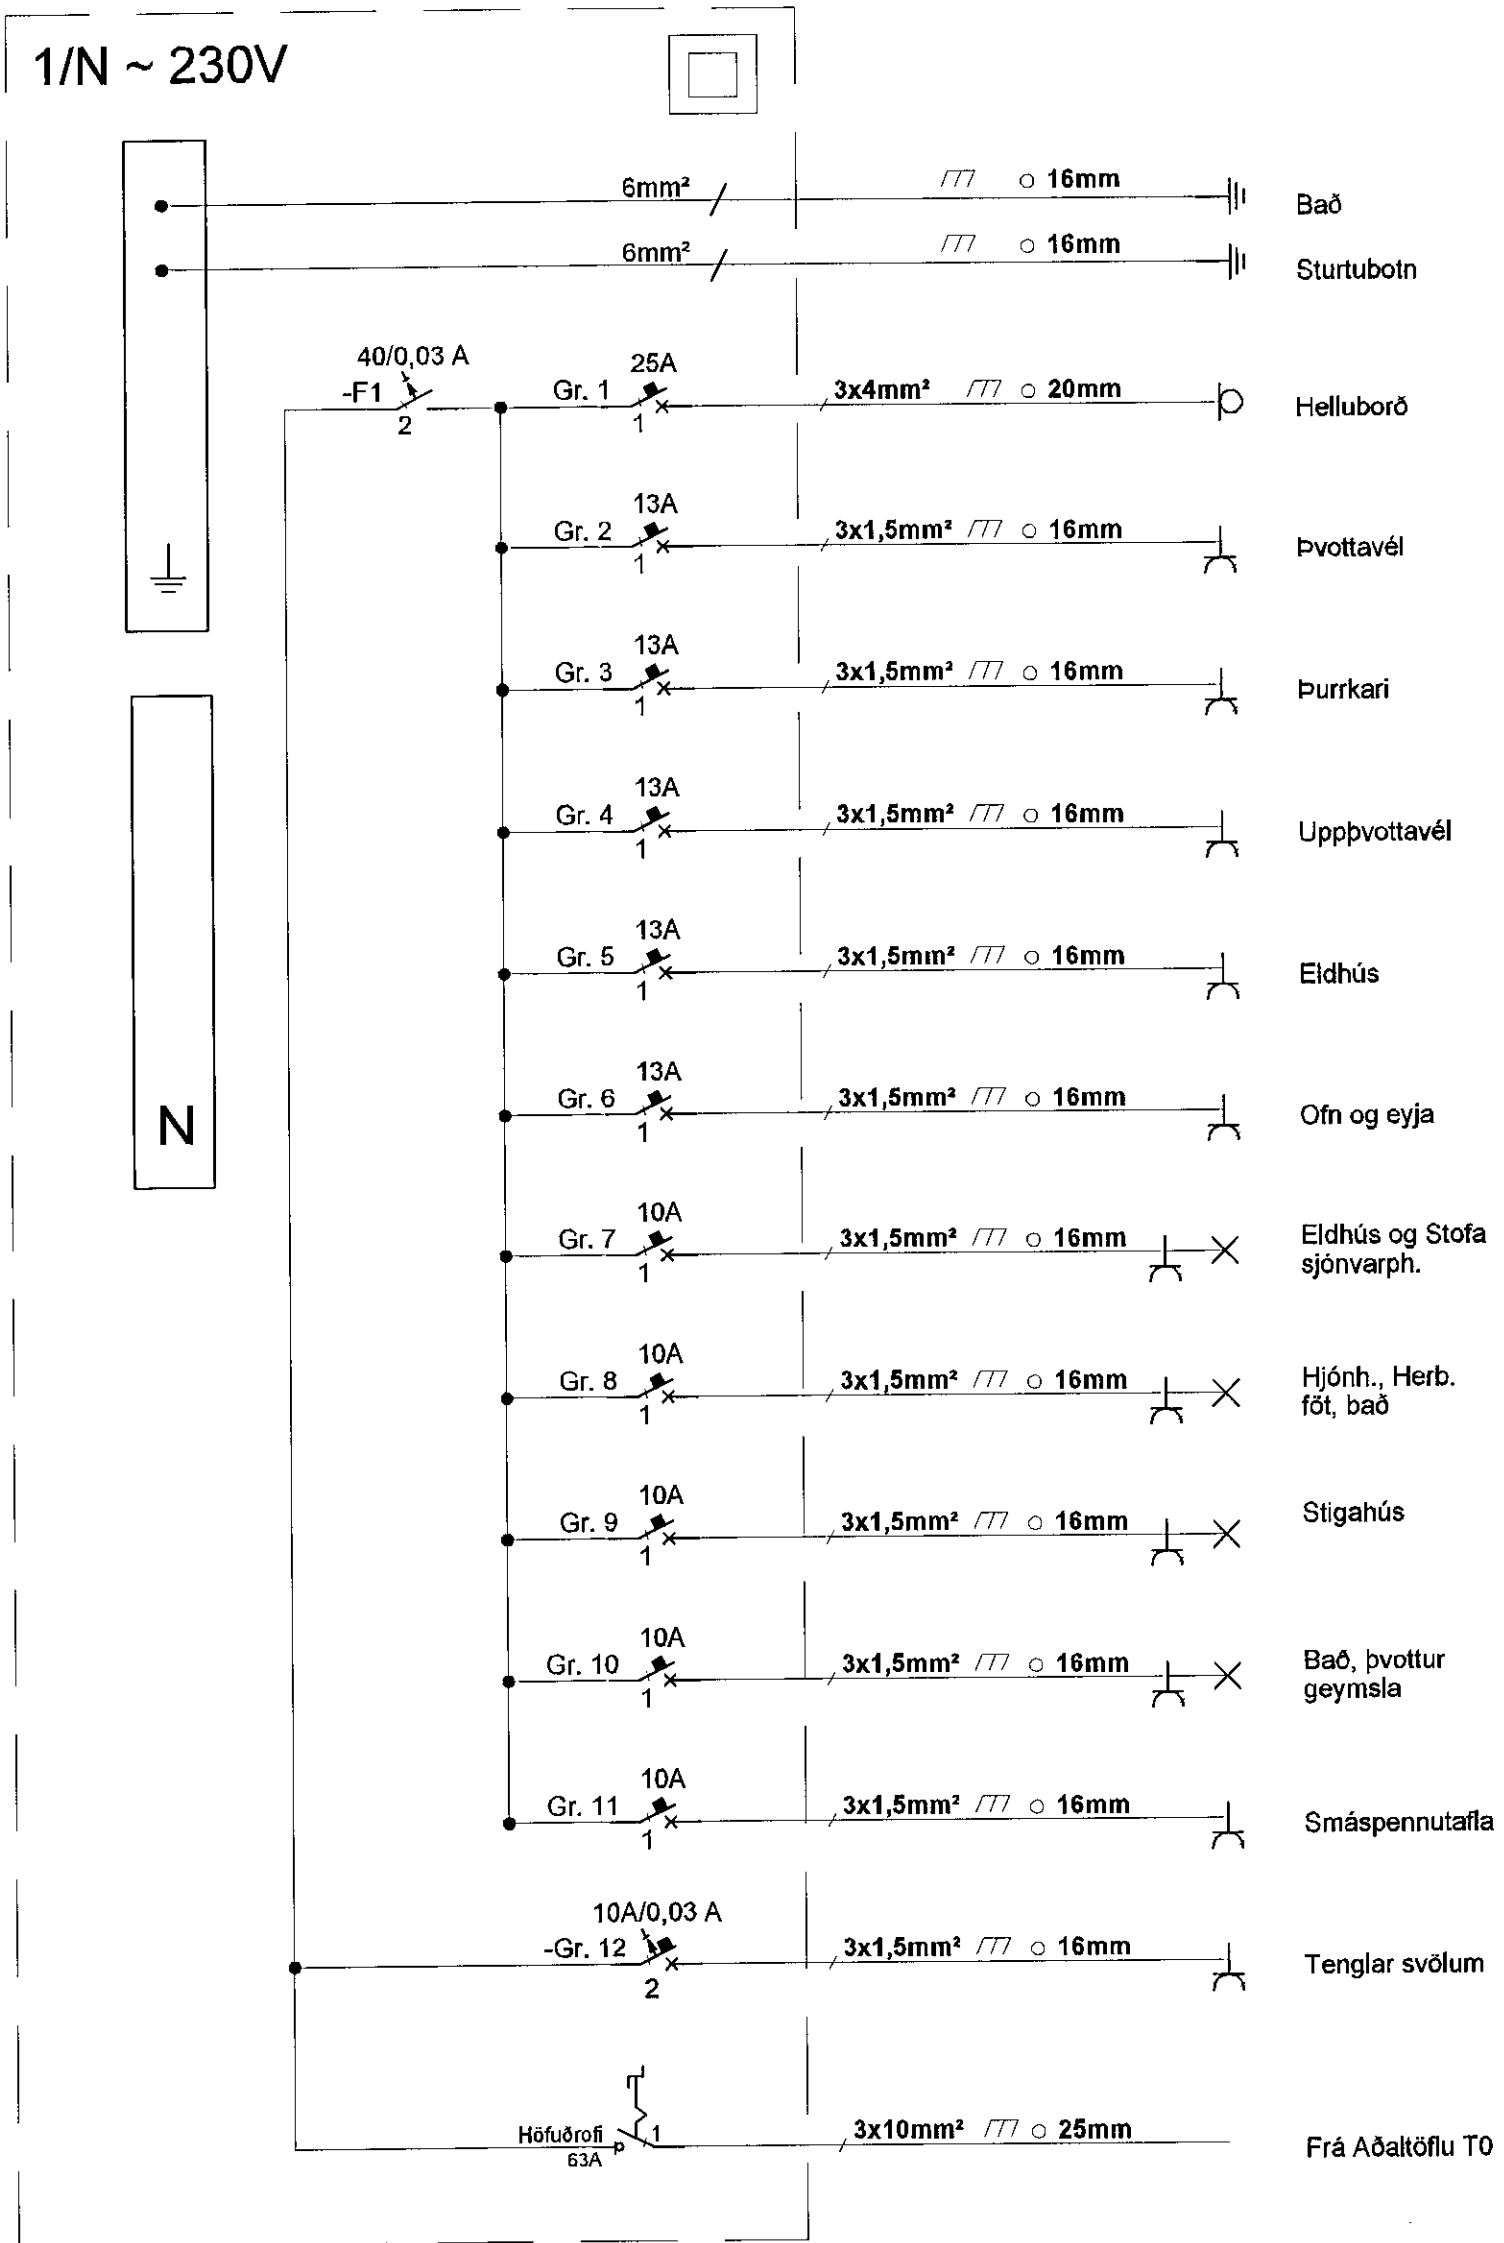 1/N ~ 230V
6mm² 16mm Bað
6mm² 16mm Sturtubotn
40/0,03 A
-F1
2
25A
Gr. 1 3x4mm² 20mm Helluborð
1
13A
Gr. 2 3x1,5mm² 16mm Þvottavél
1
13A
Gr. 3 3x1,5mm² 16mm Þurrkari
1
13A
Gr. 4 3x1,5mm² 16mm Uppþvottavél
1
13A
Gr. 5 3x1,5mm² 16mm Eldhús
1
13A
Gr. 6 3x1,5mm² 16mm Ofn og eyja
1
N
10A
Gr. 7 3x1,5mm² 16mm Eldhús og Stofa
sjónvarph.
1
10A
Gr. 8 3x1,5mm² 16mm Hjónh., Herb.
föt, bað
1
10A
Gr. 9 3x1,5mm² 16mm Stigahús
1
10A
Gr. 10 3x1,5mm² 16mm Bað, þvottur
geymsla
1
10A
Gr. 11 3x1,5mm² 16mm Smáspennutafla
1
10A/0,03 A
-Gr. 12 3x1,5mm² 16mm Tenglar svölum
2
Höfuðrofi 1 3x10mm² 25mm Frá Aðaltöflu T0
63A